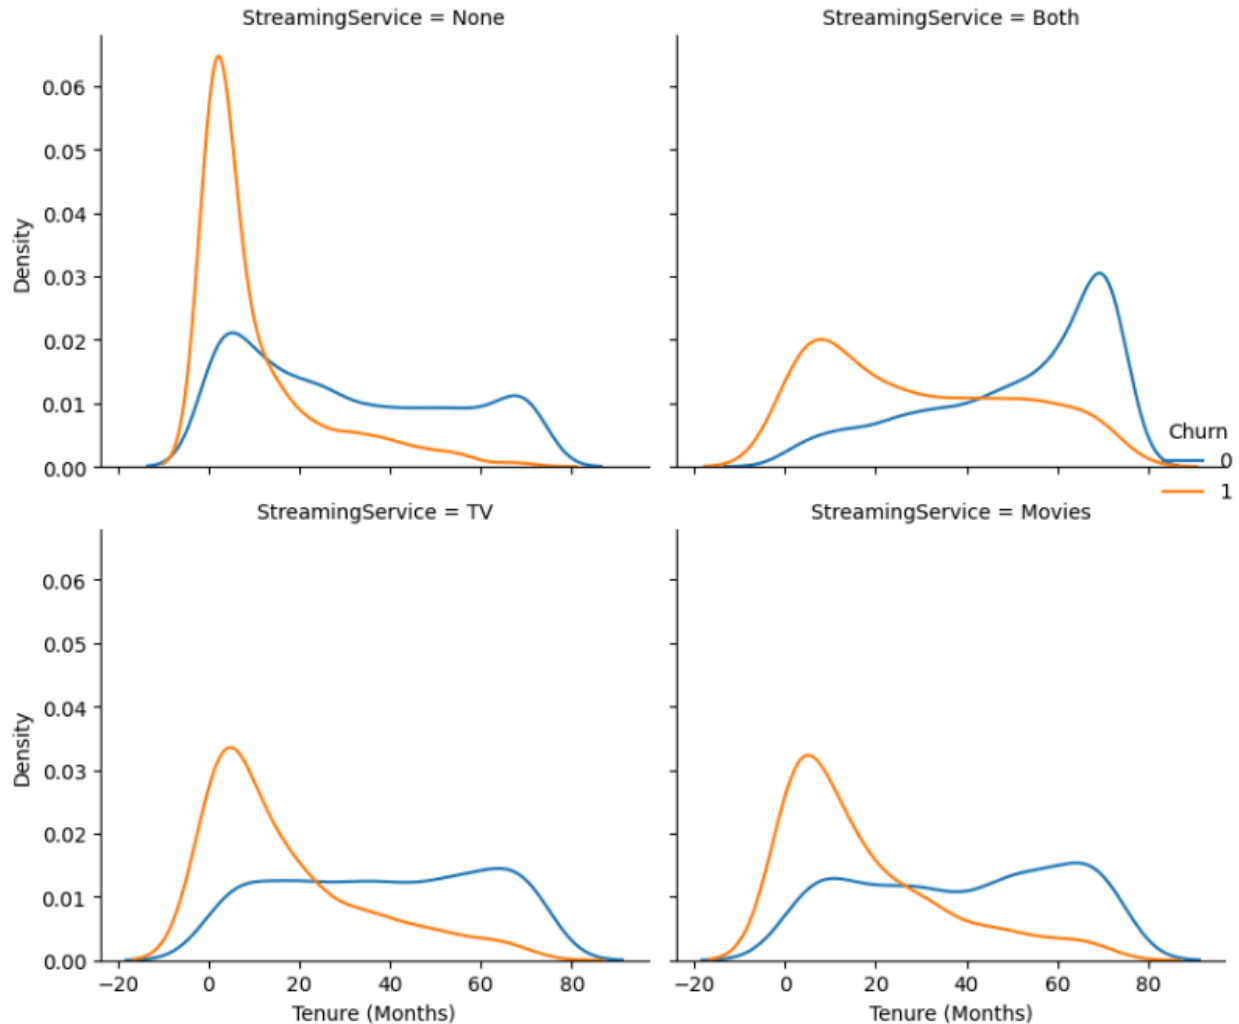 StreamingService = None
StreamingService = Both
0.06
0.05
0.04
0.03
0.02
0.01
0.00
Density
Churn
0
1
StreamingService = TV
StreamingService = Movies
0.06
0.05
0.04
0.03
0.02
0.01
0.00
Density
−20 0 20 40 60 80
−20 0 20 40 60 80
Tenure (Months)
Tenure (Months)